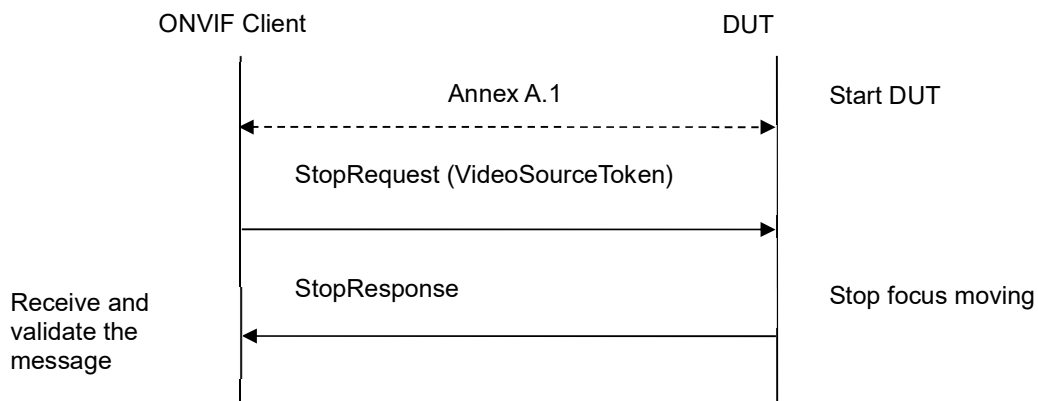 ONVIF Client
DUT
Annex A.1
Start DUT
StopRequest (VideoSourceToken)
StopResponse
Stop focus moving
Receive and
validate the
message